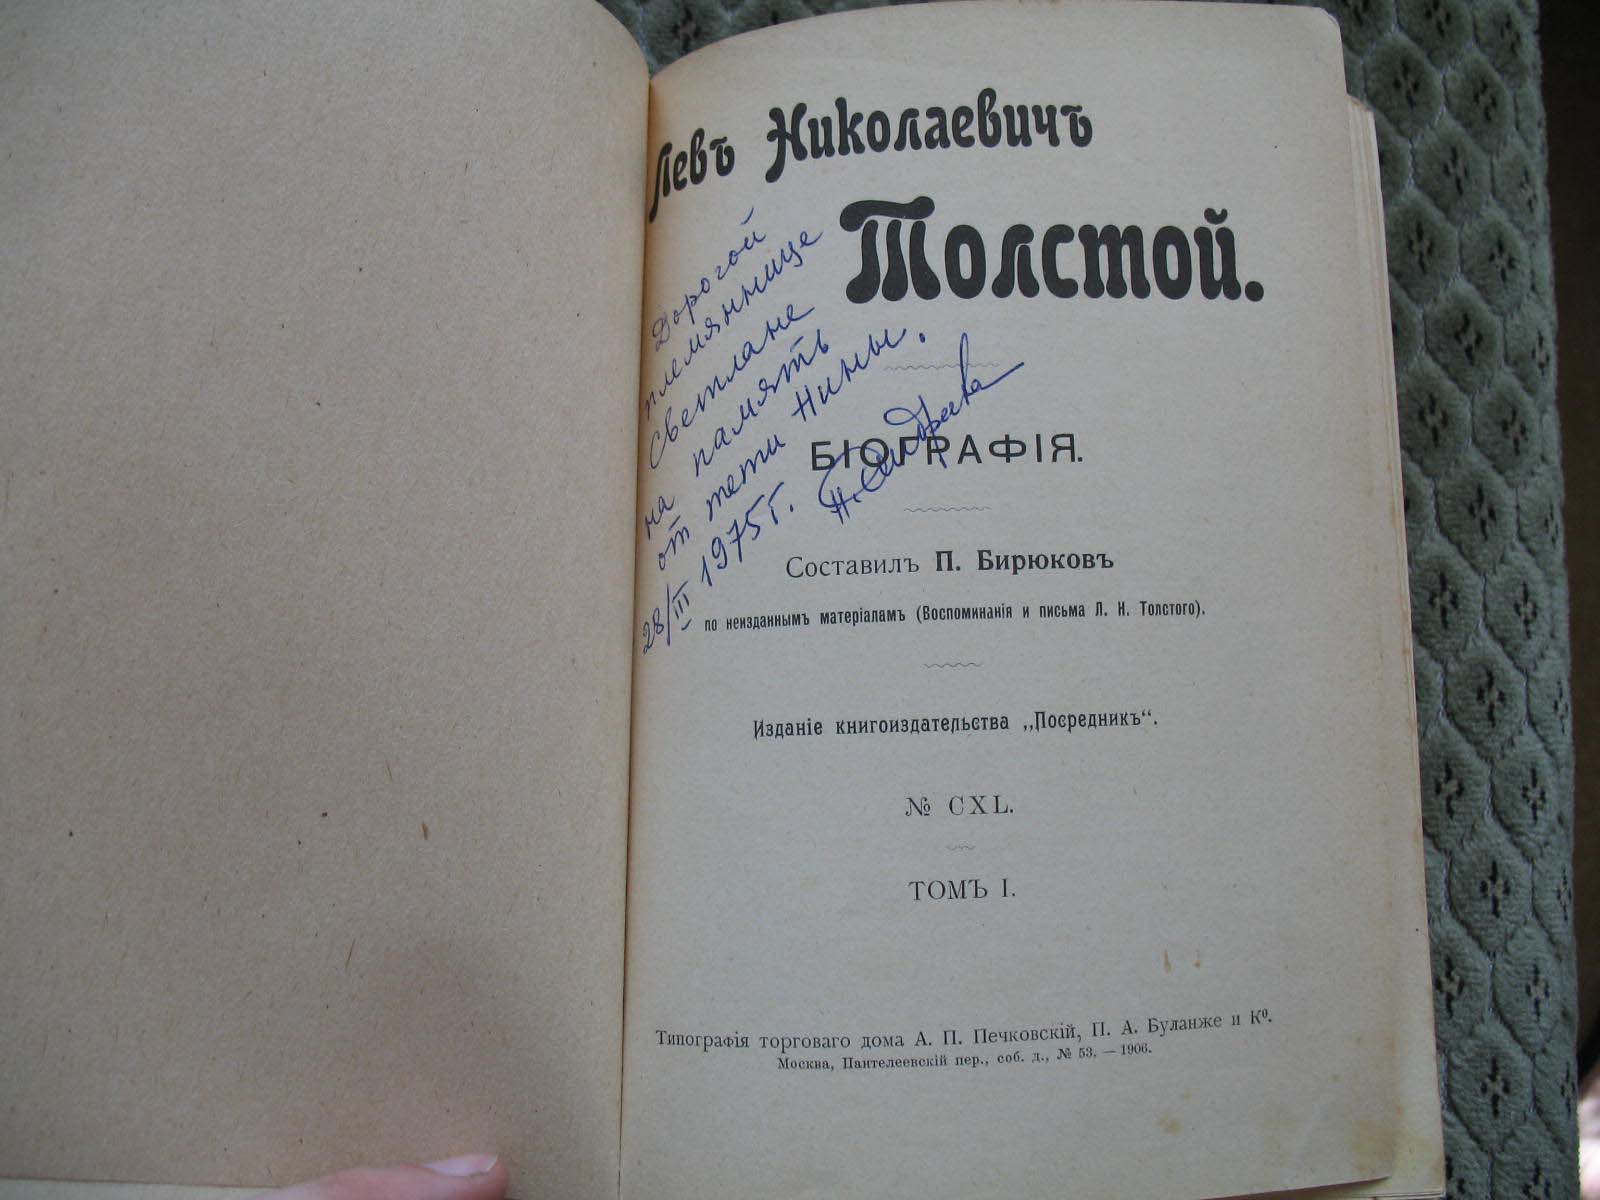 Левъ Николаевичъ
Толстой.
Дорогой
племяннице
Светлане
на память
от тети Нины.
28/III 1975г.
БІОГРАФІЯ.
Составилъ П. Бирюковъ
по неизданнымъ матеріаламъ (Воспоминанія и письма Л. Н. Толстого).
Изданіе книгоиздательства „Посредникъ“.
№ CXL.
ТОМЪ I.
Типографія торговаго дома А. П. Печковскій, П. А. Буланже и Кº.
Москва, Пантелеевскій пер., соб. д., № 53. — 1906.